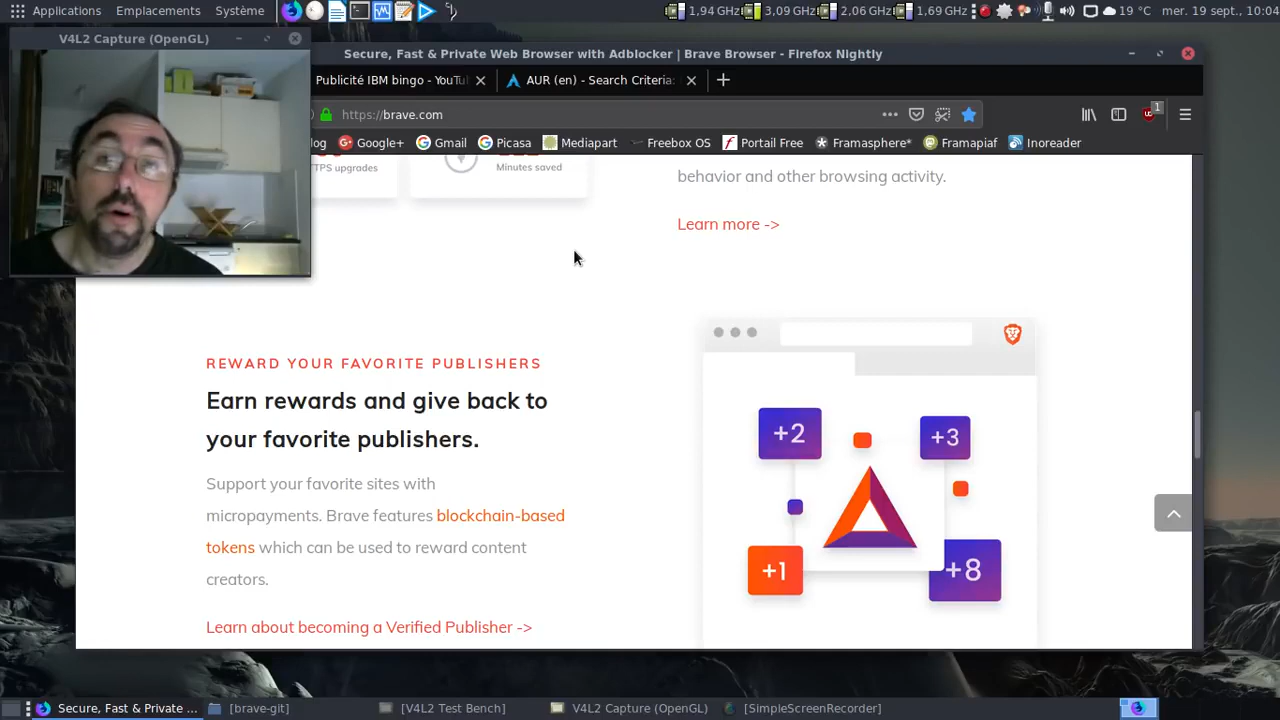 Applications Emplacements Système 1,94 GHz 3,09 GHz 2,06 GHz 1,69 GHz 19 °C mer. 19 sept., 10:04
V4L2 Capture (OpenGL)
Secure, Fast & Private Web Browser with Adblocker | Brave Browser - Firefox Nightly
Publicité IBM bingo - YouTu AUR (en) - Search Criteria:
https://brave.com
1
log Google+ Gmail Picasa Mediapart Freebox OS Portail Free Framasphere* Framapiaf Inoreader
TPS upgrades
Minutes saved
behavior and other browsing activity.
Learn more ->
REWARD YOUR FAVORITE PUBLISHERS
Earn rewards and give back to
your favorite publishers.
Support your favorite sites with
micropayments. Brave features blockchain-based
tokens which can be used to reward content
creators.
Learn about becoming a Verified Publisher ->
+2
+3
+1
+8
Secure, Fast & Private ... [brave-git] [V4L2 Test Bench] V4L2 Capture (OpenGL) [SimpleScreenRecorder]